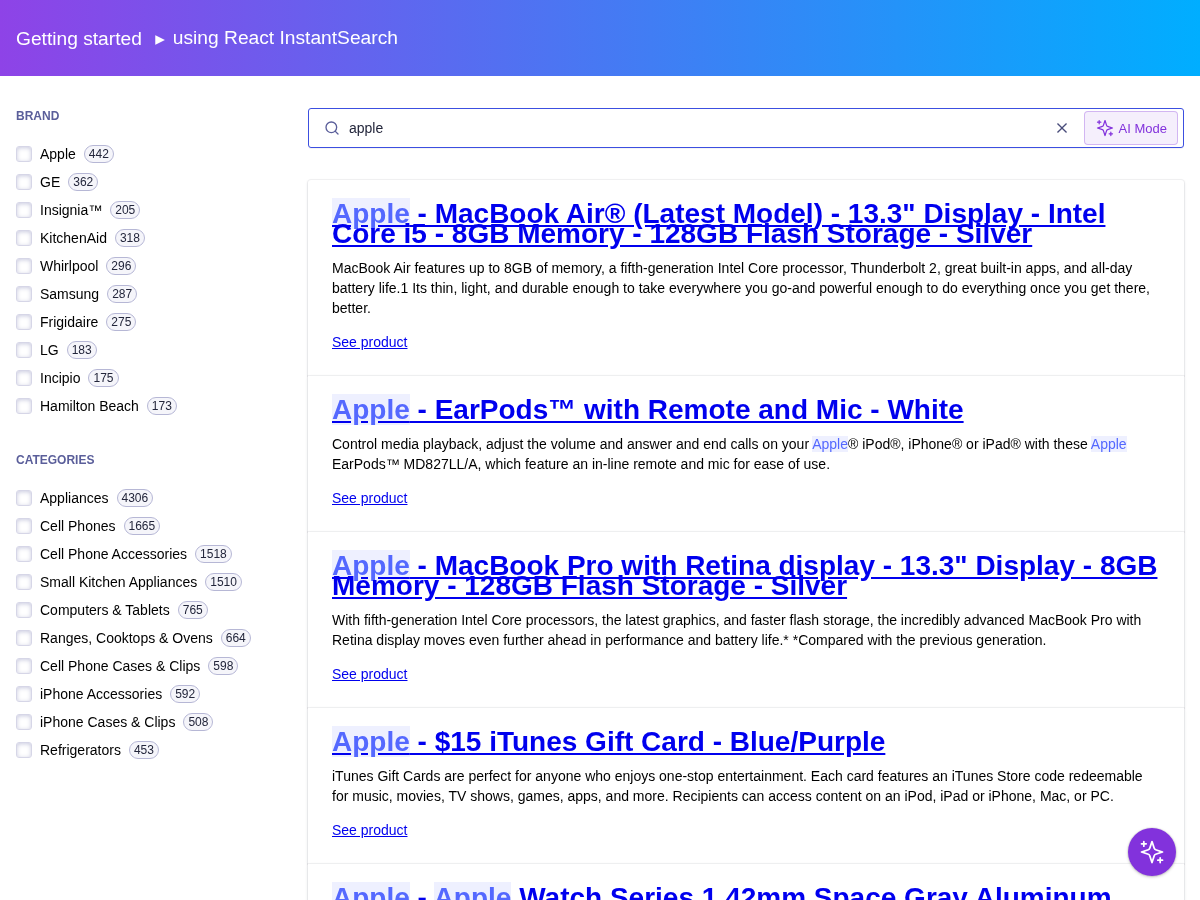 Getting started ▸ using React InstantSearch
BRAND
Apple 442
GE 362
Insignia™ 205
KitchenAid 318
Whirlpool 296
Samsung 287
Frigidaire 275
LG 183
Incipio 175
Hamilton Beach 173
CATEGORIES
Appliances 4306
Cell Phones 1665
Cell Phone Accessories 1518
Small Kitchen Appliances 1510
Computers & Tablets 765
Ranges, Cooktops & Ovens 664
Cell Phone Cases & Clips 598
iPhone Accessories 592
iPhone Cases & Clips 508
Refrigerators 453
apple
AI Mode
Apple - MacBook Air® (Latest Model) - 13.3" Display - Intel
Core i5 - 8GB Memory - 128GB Flash Storage - Silver
MacBook Air features up to 8GB of memory, a fifth-generation Intel Core processor, Thunderbolt 2, great built-in apps, and all-day
battery life.1 Its thin, light, and durable enough to take everywhere you go-and powerful enough to do everything once you get there,
better.
See product
Apple - EarPods™ with Remote and Mic - White
Control media playback, adjust the volume and answer and end calls on your Apple® iPod®, iPhone® or iPad® with these Apple
EarPods™ MD827LL/A, which feature an in-line remote and mic for ease of use.
See product
Apple - MacBook Pro with Retina display - 13.3" Display - 8GB
Memory - 128GB Flash Storage - Silver
With fifth-generation Intel Core processors, the latest graphics, and faster flash storage, the incredibly advanced MacBook Pro with
Retina display moves even further ahead in performance and battery life.* *Compared with the previous generation.
See product
Apple - $15 iTunes Gift Card - Blue/Purple
iTunes Gift Cards are perfect for anyone who enjoys one-stop entertainment. Each card features an iTunes Store code redeemable
for music, movies, TV shows, games, apps, and more. Recipients can access content on an iPod, iPad or iPhone, Mac, or PC.
See product
Apple - Apple Watch Series 1 42mm Space Gray Aluminum